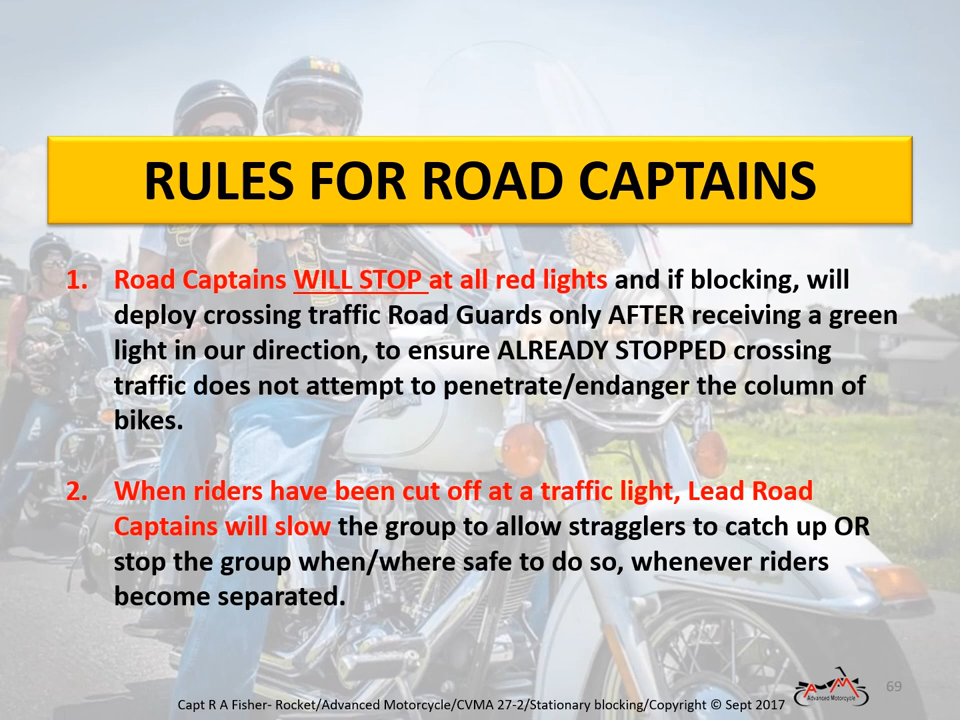 RULES FOR ROAD CAPTAINS
1. Road Captains WILL STOP at all red lights and if blocking, will
deploy crossing traffic Road Guards only AFTER receiving a green
light in our direction, to ensure ALREADY STOPPED crossing
traffic does not attempt to penetrate/endanger the column of
bikes.
2. When riders have been cut off at a traffic light, Lead Road
Captains will slow the group to allow stragglers to catch up OR
stop the group when/where safe to do so, whenever riders
become separated.
Advanced Motorcycle
69
Capt R A Fisher- Rocket/Advanced Motorcycle/CVMA 27-2/Stationary blocking/Copyright © Sept 2017